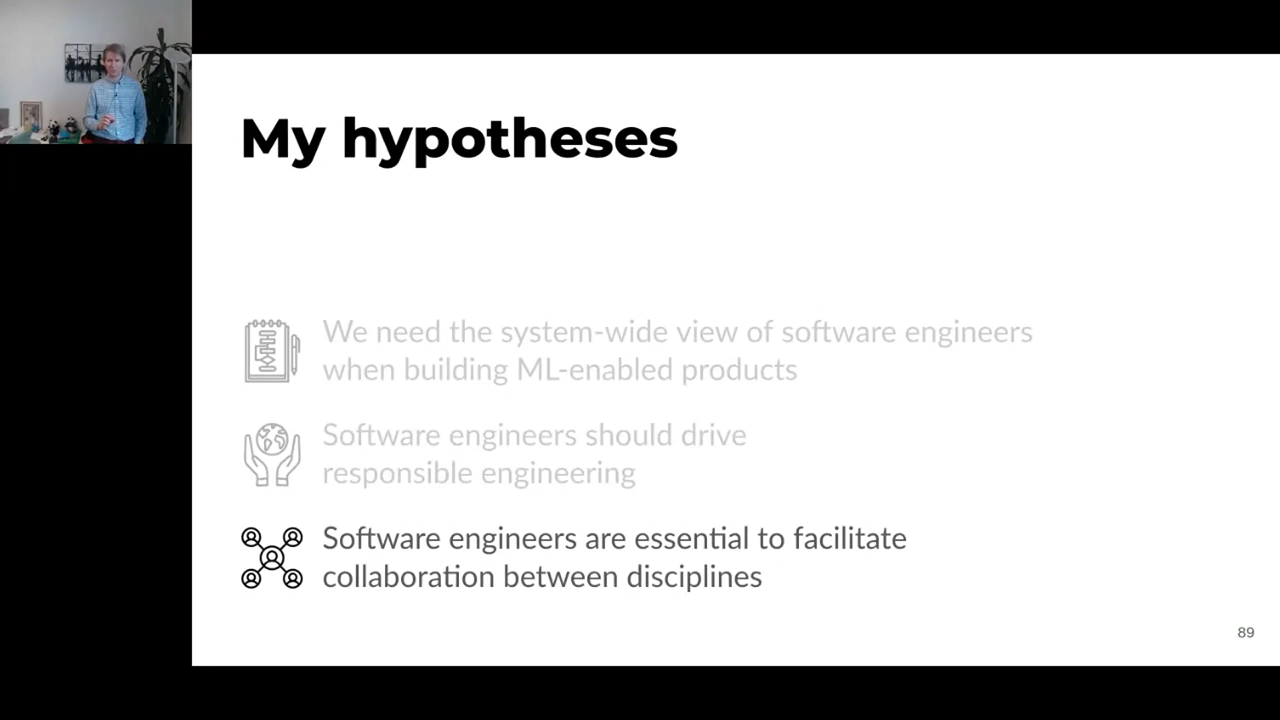 My hypotheses
We need the system-wide view of software engineers
when building ML-enabled products
Software engineers should drive
responsible engineering
Software engineers are essential to facilitate
collaboration between disciplines
89